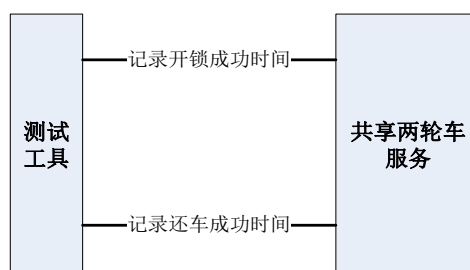 记录开锁成功时间
测试
工具
共享两轮车
服务
记录还车成功时间